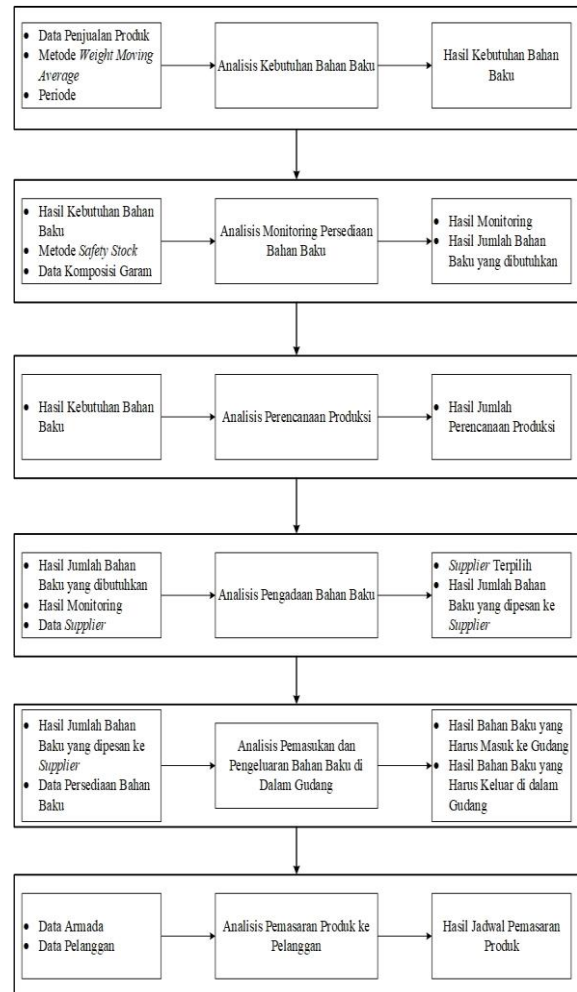 • Data Penjualan Produk
• Metode Weight Moving
Average
• Periode
Analisis Kebutuhan Bahan Baku
Hasil Kebutuhan Bahan
Baku
• Hasil Kebutuhan Bahan
Baku
• Metode Safety Stock
• Data Komposisi Garam
Analisis Monitoring Persediaan
Bahan Baku
• Hasil Monitoring
• Hasil Jumlah Bahan
Baku yang dibutuhkan
• Hasil Kebutuhan Bahan
Baku
Analisis Perencanaan Produksi
• Hasil Jumlah
Perencanaan Produksi
• Hasil Jumlah Bahan
Baku yang dibutuhkan
• Hasil Monitoring
• Data Supplier
Analisis Pengadaan Bahan Baku
• Supplier Terpilih
• Hasil Jumlah Bahan
Baku yang dipesan ke
Supplier
• Hasil Jumlah Bahan
Baku yang dipesan ke
Supplier
• Data Persediaan Bahan
Baku
Analisis Pemasukan dan
Pengeluaran Bahan Baku di
Dalam Gudang
• Hasil Bahan Baku yang
Harus Masuk ke Gudang
• Hasil Bahan Baku yang
Harus Keluar di dalam
Gudang
• Data Armada
• Data Pelanggan
Analisis Pemasaran Produk ke
Pelanggan
Hasil Jadwal Pemasaran
Produk